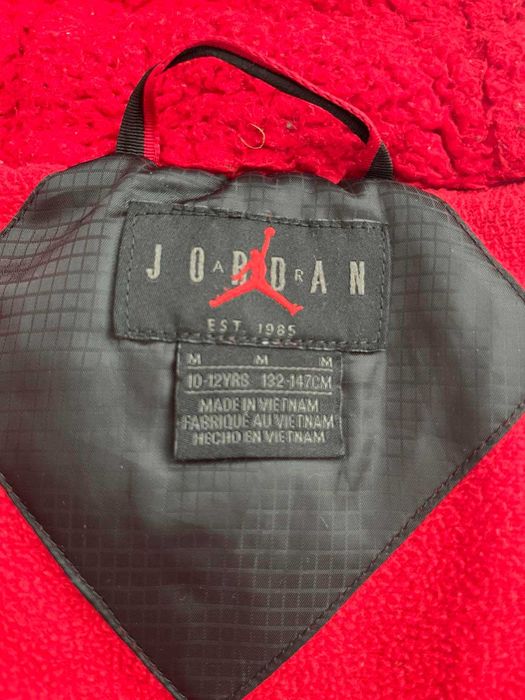 JORDAN
AIR
EST. 1985
M M M
10-12YRS 132-147CM
MADE IN VIETNAM
FABRIQUÉ AU VIETNAM
HECHO EN VIETNAM